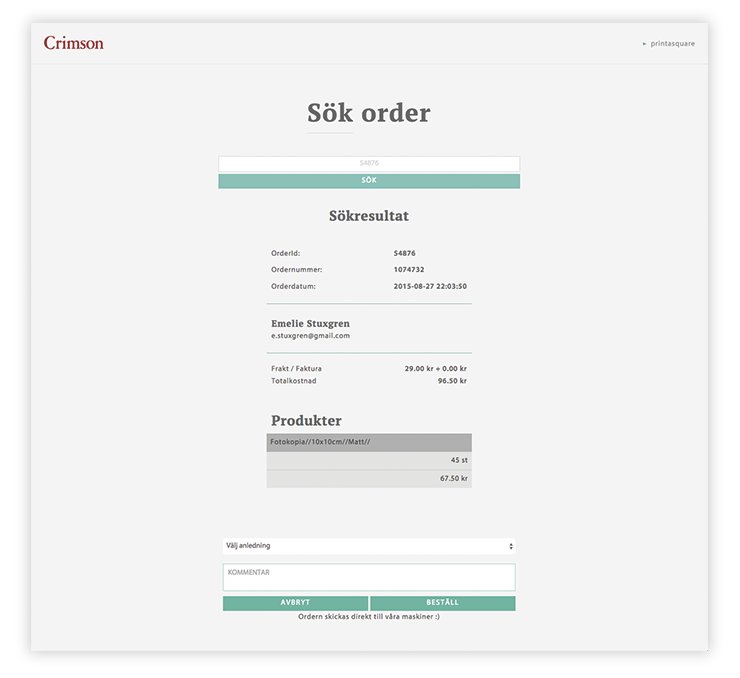 Crimson
► printasquare
Sök order
54876
SÖK
Sökresultat
OrderId: 54876
Ordernummer: 1074732
Orderdatum: 2015-08-27 22:03:50
Emelie Stuxgren
e.stuxgren@gmail.com
Frakt / Faktura 29.00 kr + 0.00 kr
Totalkostnad 96.50 kr
Produkter
Fotokopia//10x10cm//Matt//
45 st
67.50 kr
Välj anledning
KOMMENTAR
AVBRYT BESTÄLL
Ordern skickas direkt till våra maskiner :)